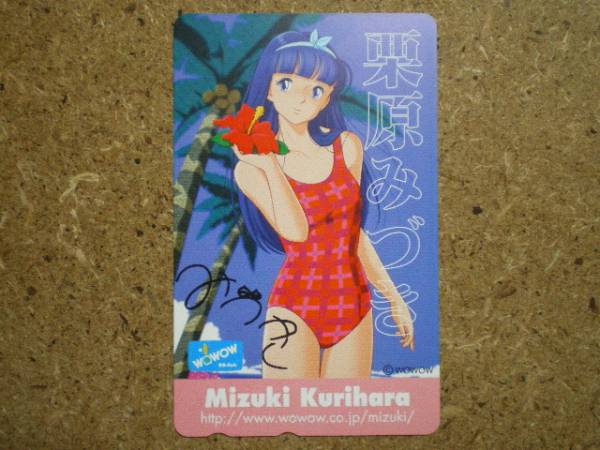 栗原みづき
みづき
WOWOW
©WOWOW
Mizuki Kurihara
http://www.wowow.co.jp/mizuki/